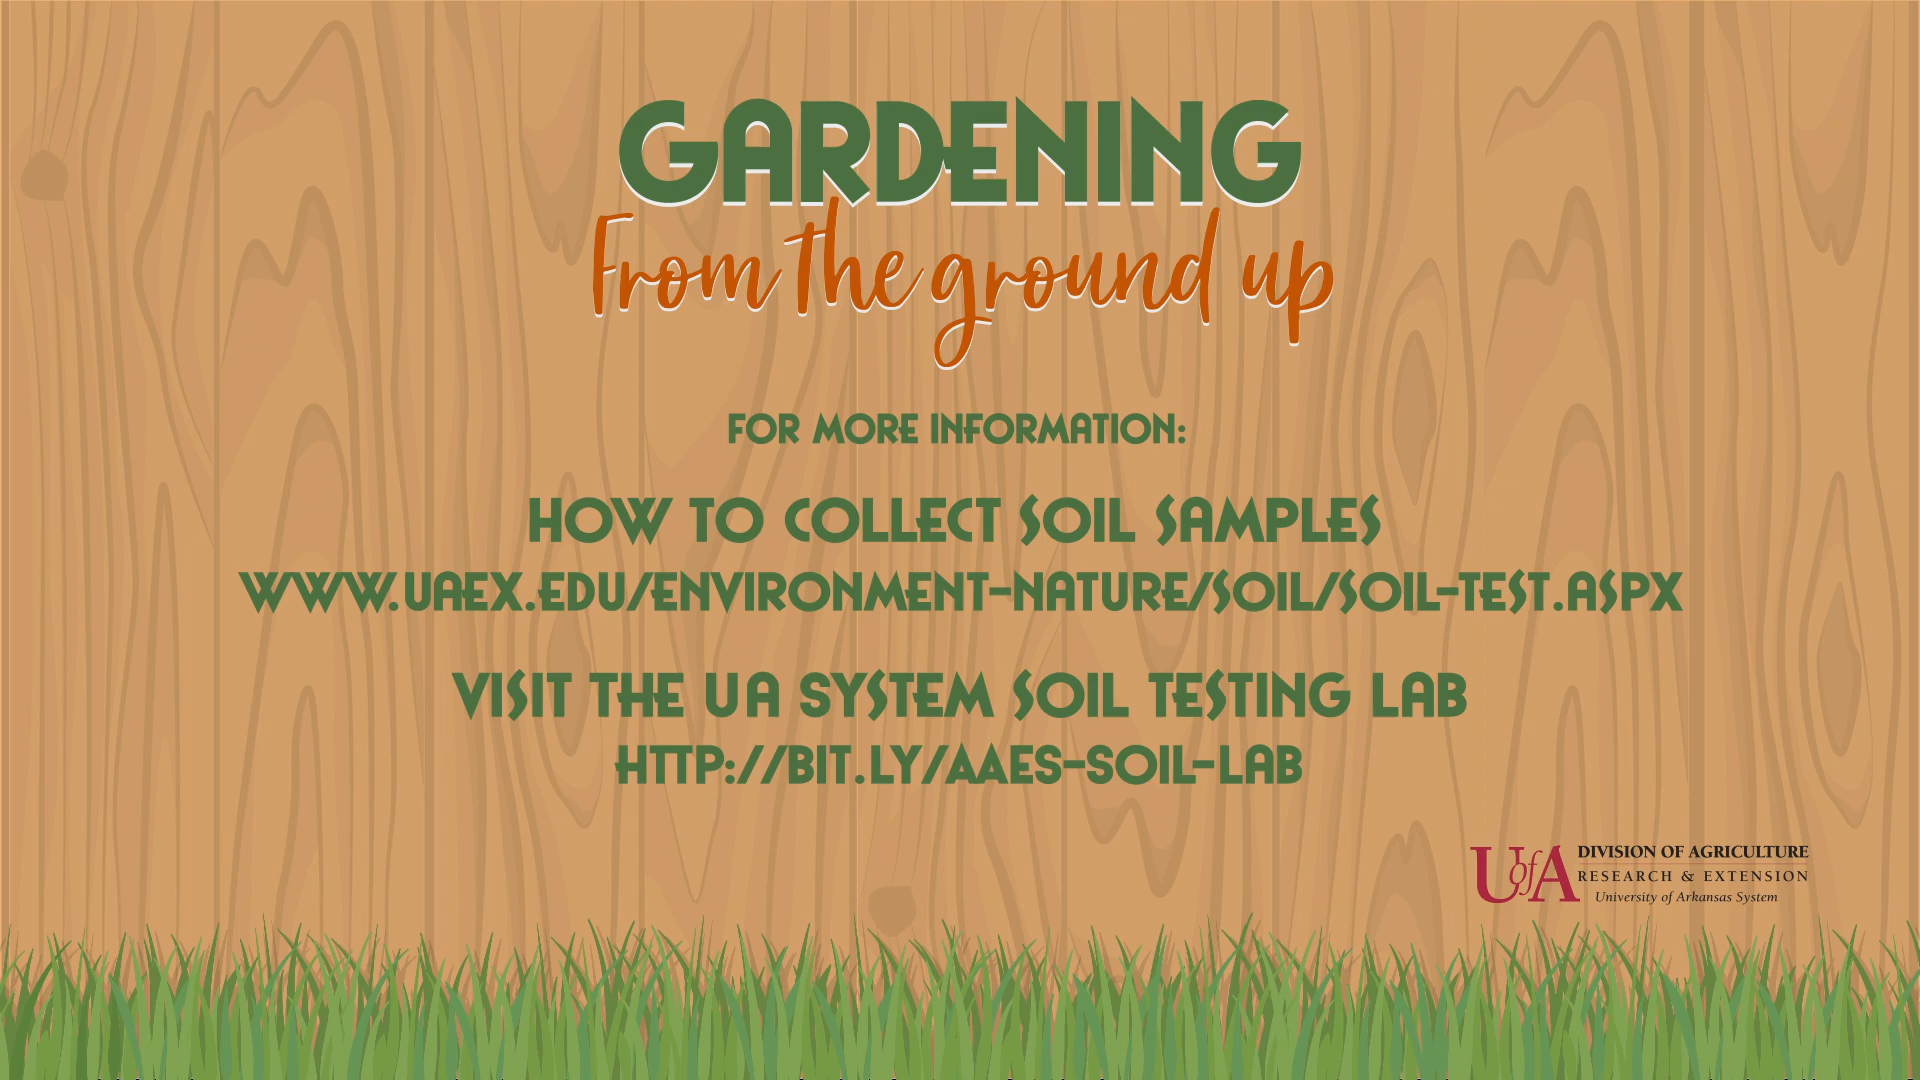 GARDENING
From the ground up
FOR MORE INFORMATION:
HOW TO COLLECT SOIL SAMPLES
WWW.UAEX.EDU/ENVIRONMENT-NATURE/SOIL/SOIL-TEST.ASPX
VISIT THE UA SYSTEM SOIL TESTING LAB
HTTP://BIT.LY/AAES-SOIL-LAB
UofA DIVISION OF AGRICULTURE
RESEARCH & EXTENSION
University of Arkansas System